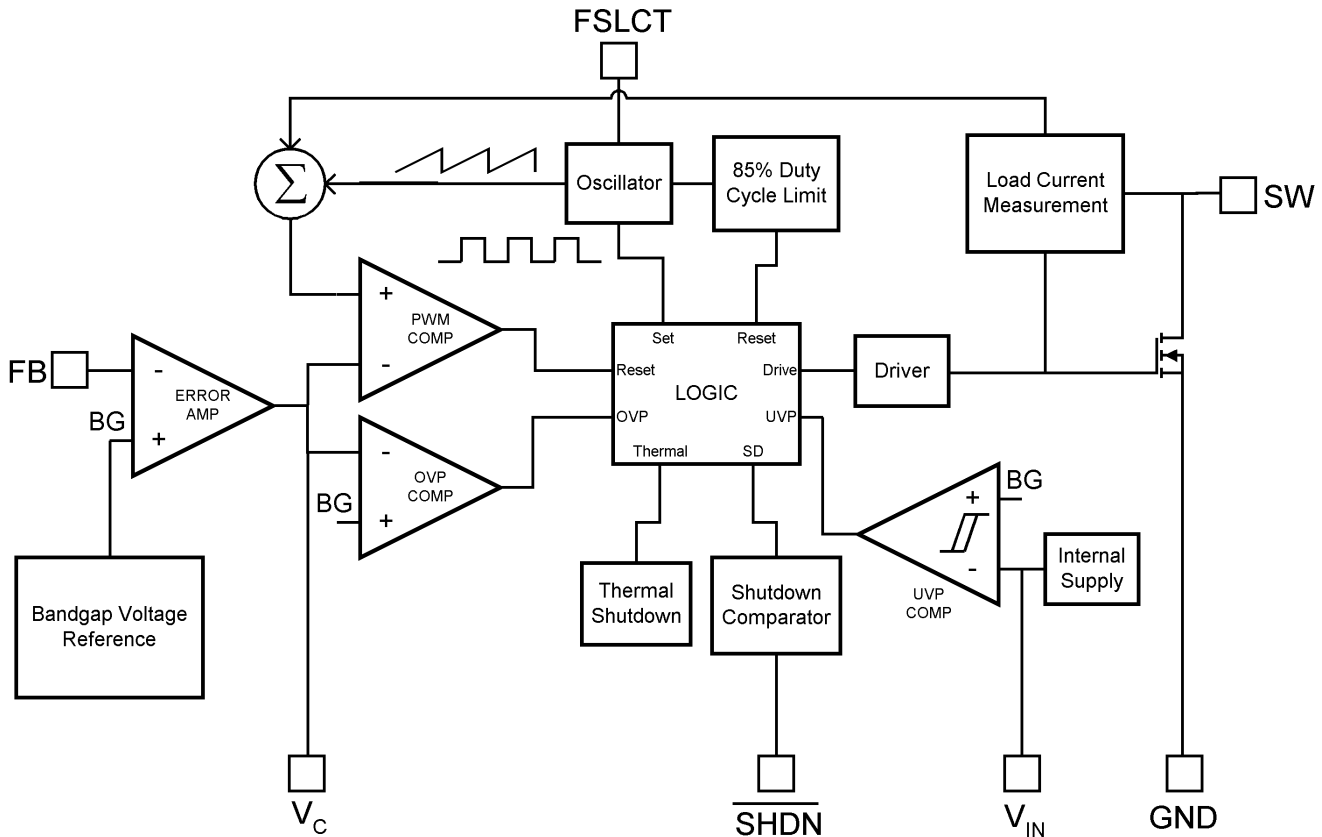 FSLCT
Σ
Oscillator
85% Duty
Cycle Limit
Load Current
Measurement
SW
+
PWM
COMP
-
Set
Reset
Reset
Drive
LOGIC
OVP
UVP
Thermal
SD
Driver
FB
-
ERROR
AMP
BG
+
-
OVP
COMP
BG
+
+
BG
-
UVP
COMP
Internal
Supply
Bandgap Voltage
Reference
Thermal
Shutdown
Shutdown
Comparator
VC
SHDN
VIN
GND